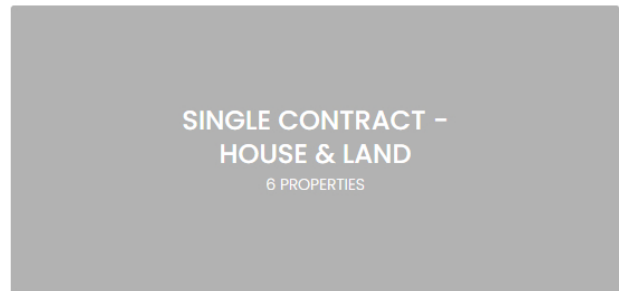 SINGLE CONTRACT -
HOUSE & LAND
6 PROPERTIES